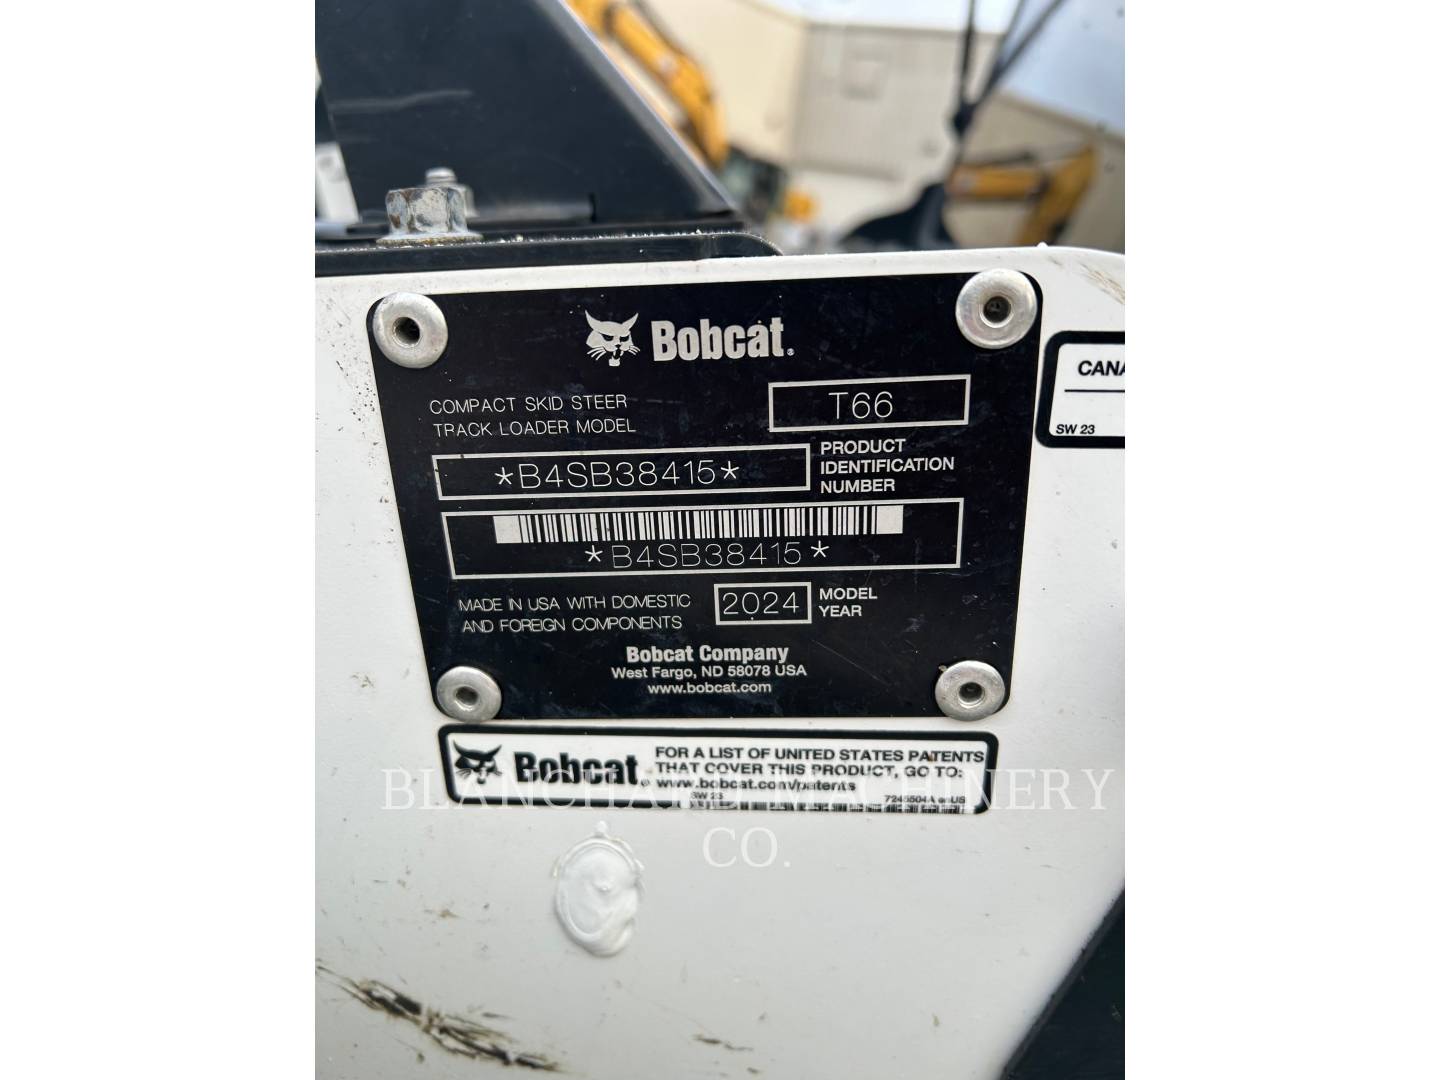 Bobcat.
COMPACT SKID STEER
TRACK LOADER MODEL
T66
*B4SB38415*
PRODUCT
IDENTIFICATION
NUMBER
*B4SB38415*
MADE IN USA WITH DOMESTIC
AND FOREIGN COMPONENTS
2024
MODEL
YEAR
Bobcat Company
West Fargo, ND 58078 USA
www.bobcat.com
CANA
SW 23
Bobcat.
FOR A LIST OF UNITED STATES PATENTS
THAT COVER THIS PRODUCT, GO TO:
www.bobcat.com/patents
SW 23
enUS
BLANCHARD MACHINERY
CO.